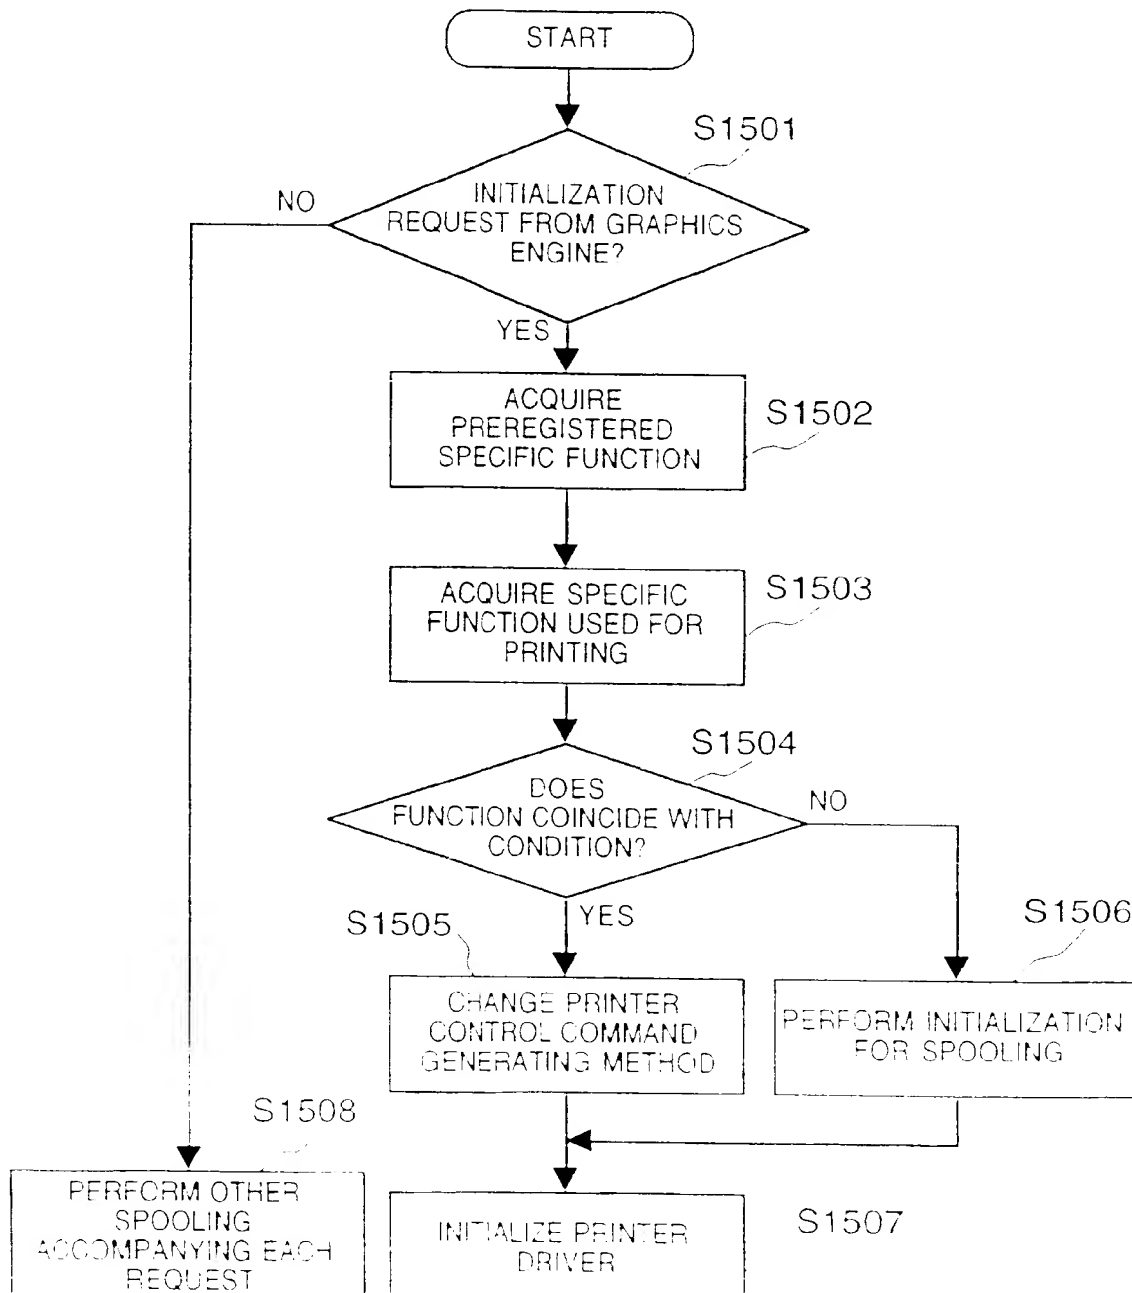 START
S1501
INITIALIZATION
REQUEST FROM GRAPHICS
ENGINE?
NO
YES
ACQUIRE
PREREGISTERED
SPECIFIC FUNCTION
S1502
ACQUIRE SPECIFIC
FUNCTION USED FOR
PRINTING
S1503
S1504
DOES
FUNCTION COINCIDE WITH
CONDITION?
NO
YES
S1505
CHANGE PRINTER
CONTROL COMMAND
GENERATING METHOD
S1506
PERFORM INITIALIZATION
FOR SPOOLING
S1508
PERFORM OTHER
SPOOLING
ACCOMPANYING EACH
REQUEST
INITIALIZE PRINTER
DRIVER
S1507